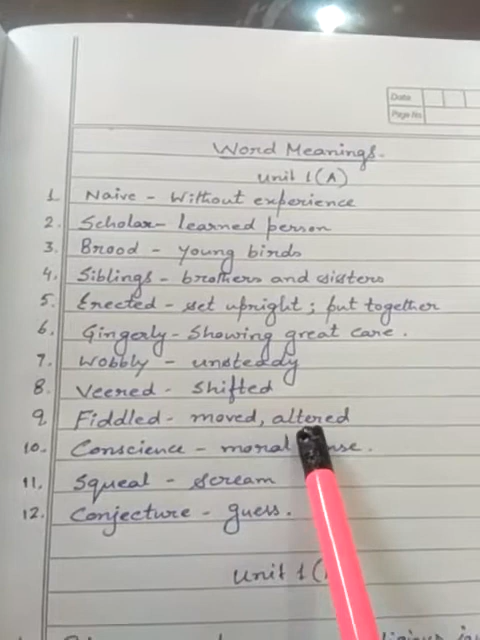 Date
Page No
Word Meanings.
Unit 1 (A)
1. Naive - Without experience
2. Scholar - learned person
3. Brood - young birds
4. Siblings - brothers and sisters
5. Erected - set upright ; put together
6. Gingerly - Showing great care .
7. Wobbly - unsteady
8. Veered - Shifted
9. Fiddled - moved, altered
10. Conscience - moral
11. Squeal - scream
12. Conjecture - guess.
Unit 1 (